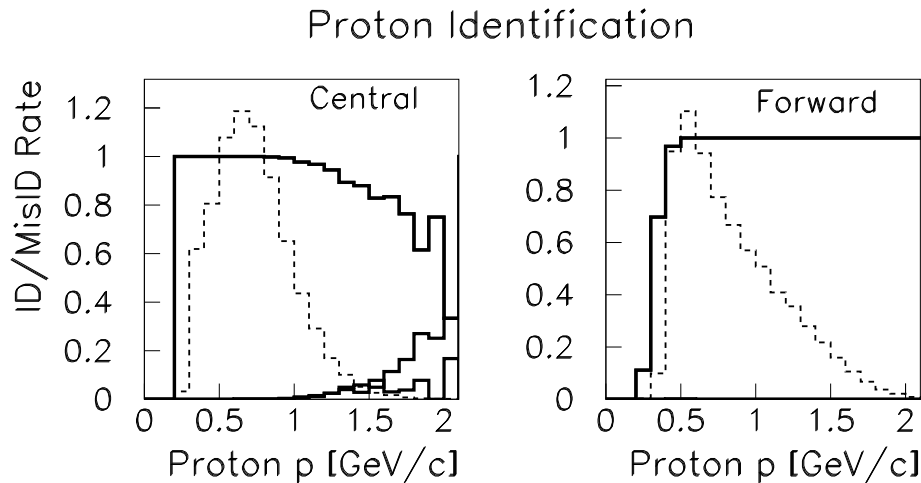 Proton Identification
ID/MisID Rate
Central
1.2
1
0.8
0.6
0.4
0.2
0
0 0.5 1 1.5 2
Proton p [GeV/c]
Forward
1.2
1
0.8
0.6
0.4
0.2
0
0 0.5 1 1.5 2
Proton p [GeV/c]